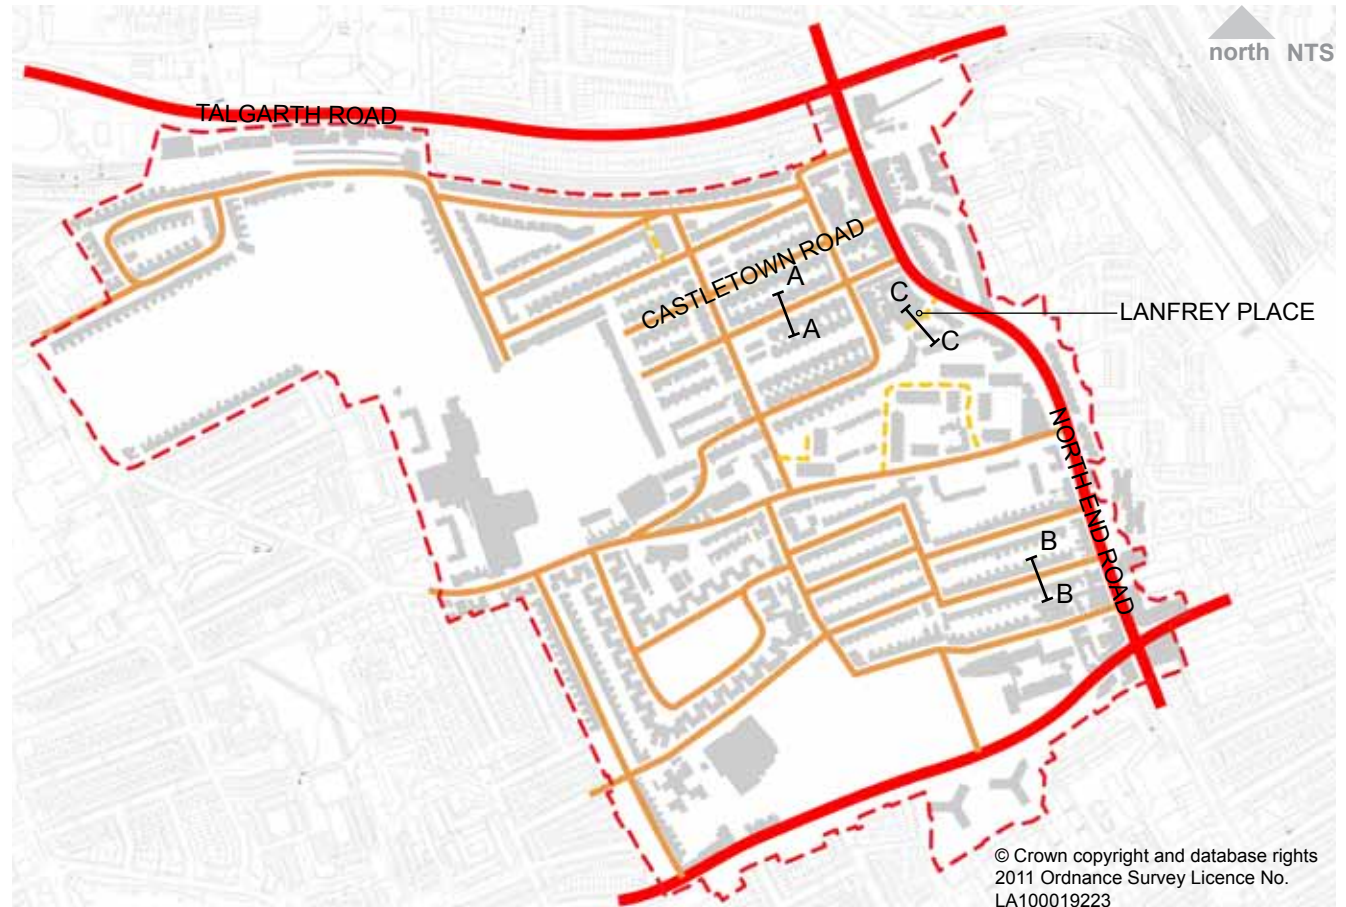 north NTS
TALGARTH ROAD
CASTLETOWN ROAD
A
A
C
C
LANFREY PLACE
NORTH END ROAD
B
B
© Crown copyright and database rights
2011 Ordnance Survey Licence No.
LA100019223